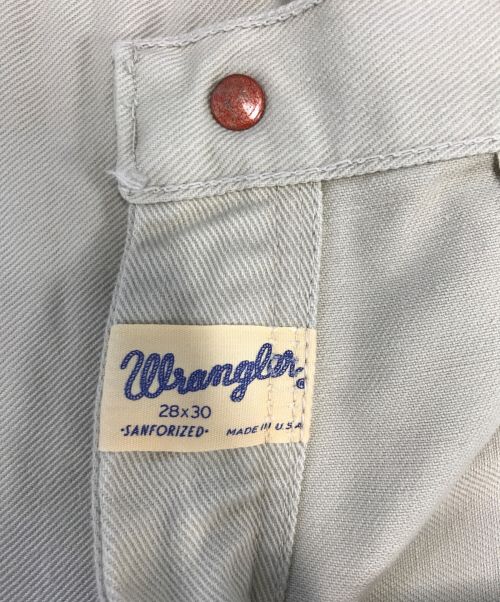 Wrangler®
28x30
·SANFORIZED· MADE IN U.S.A